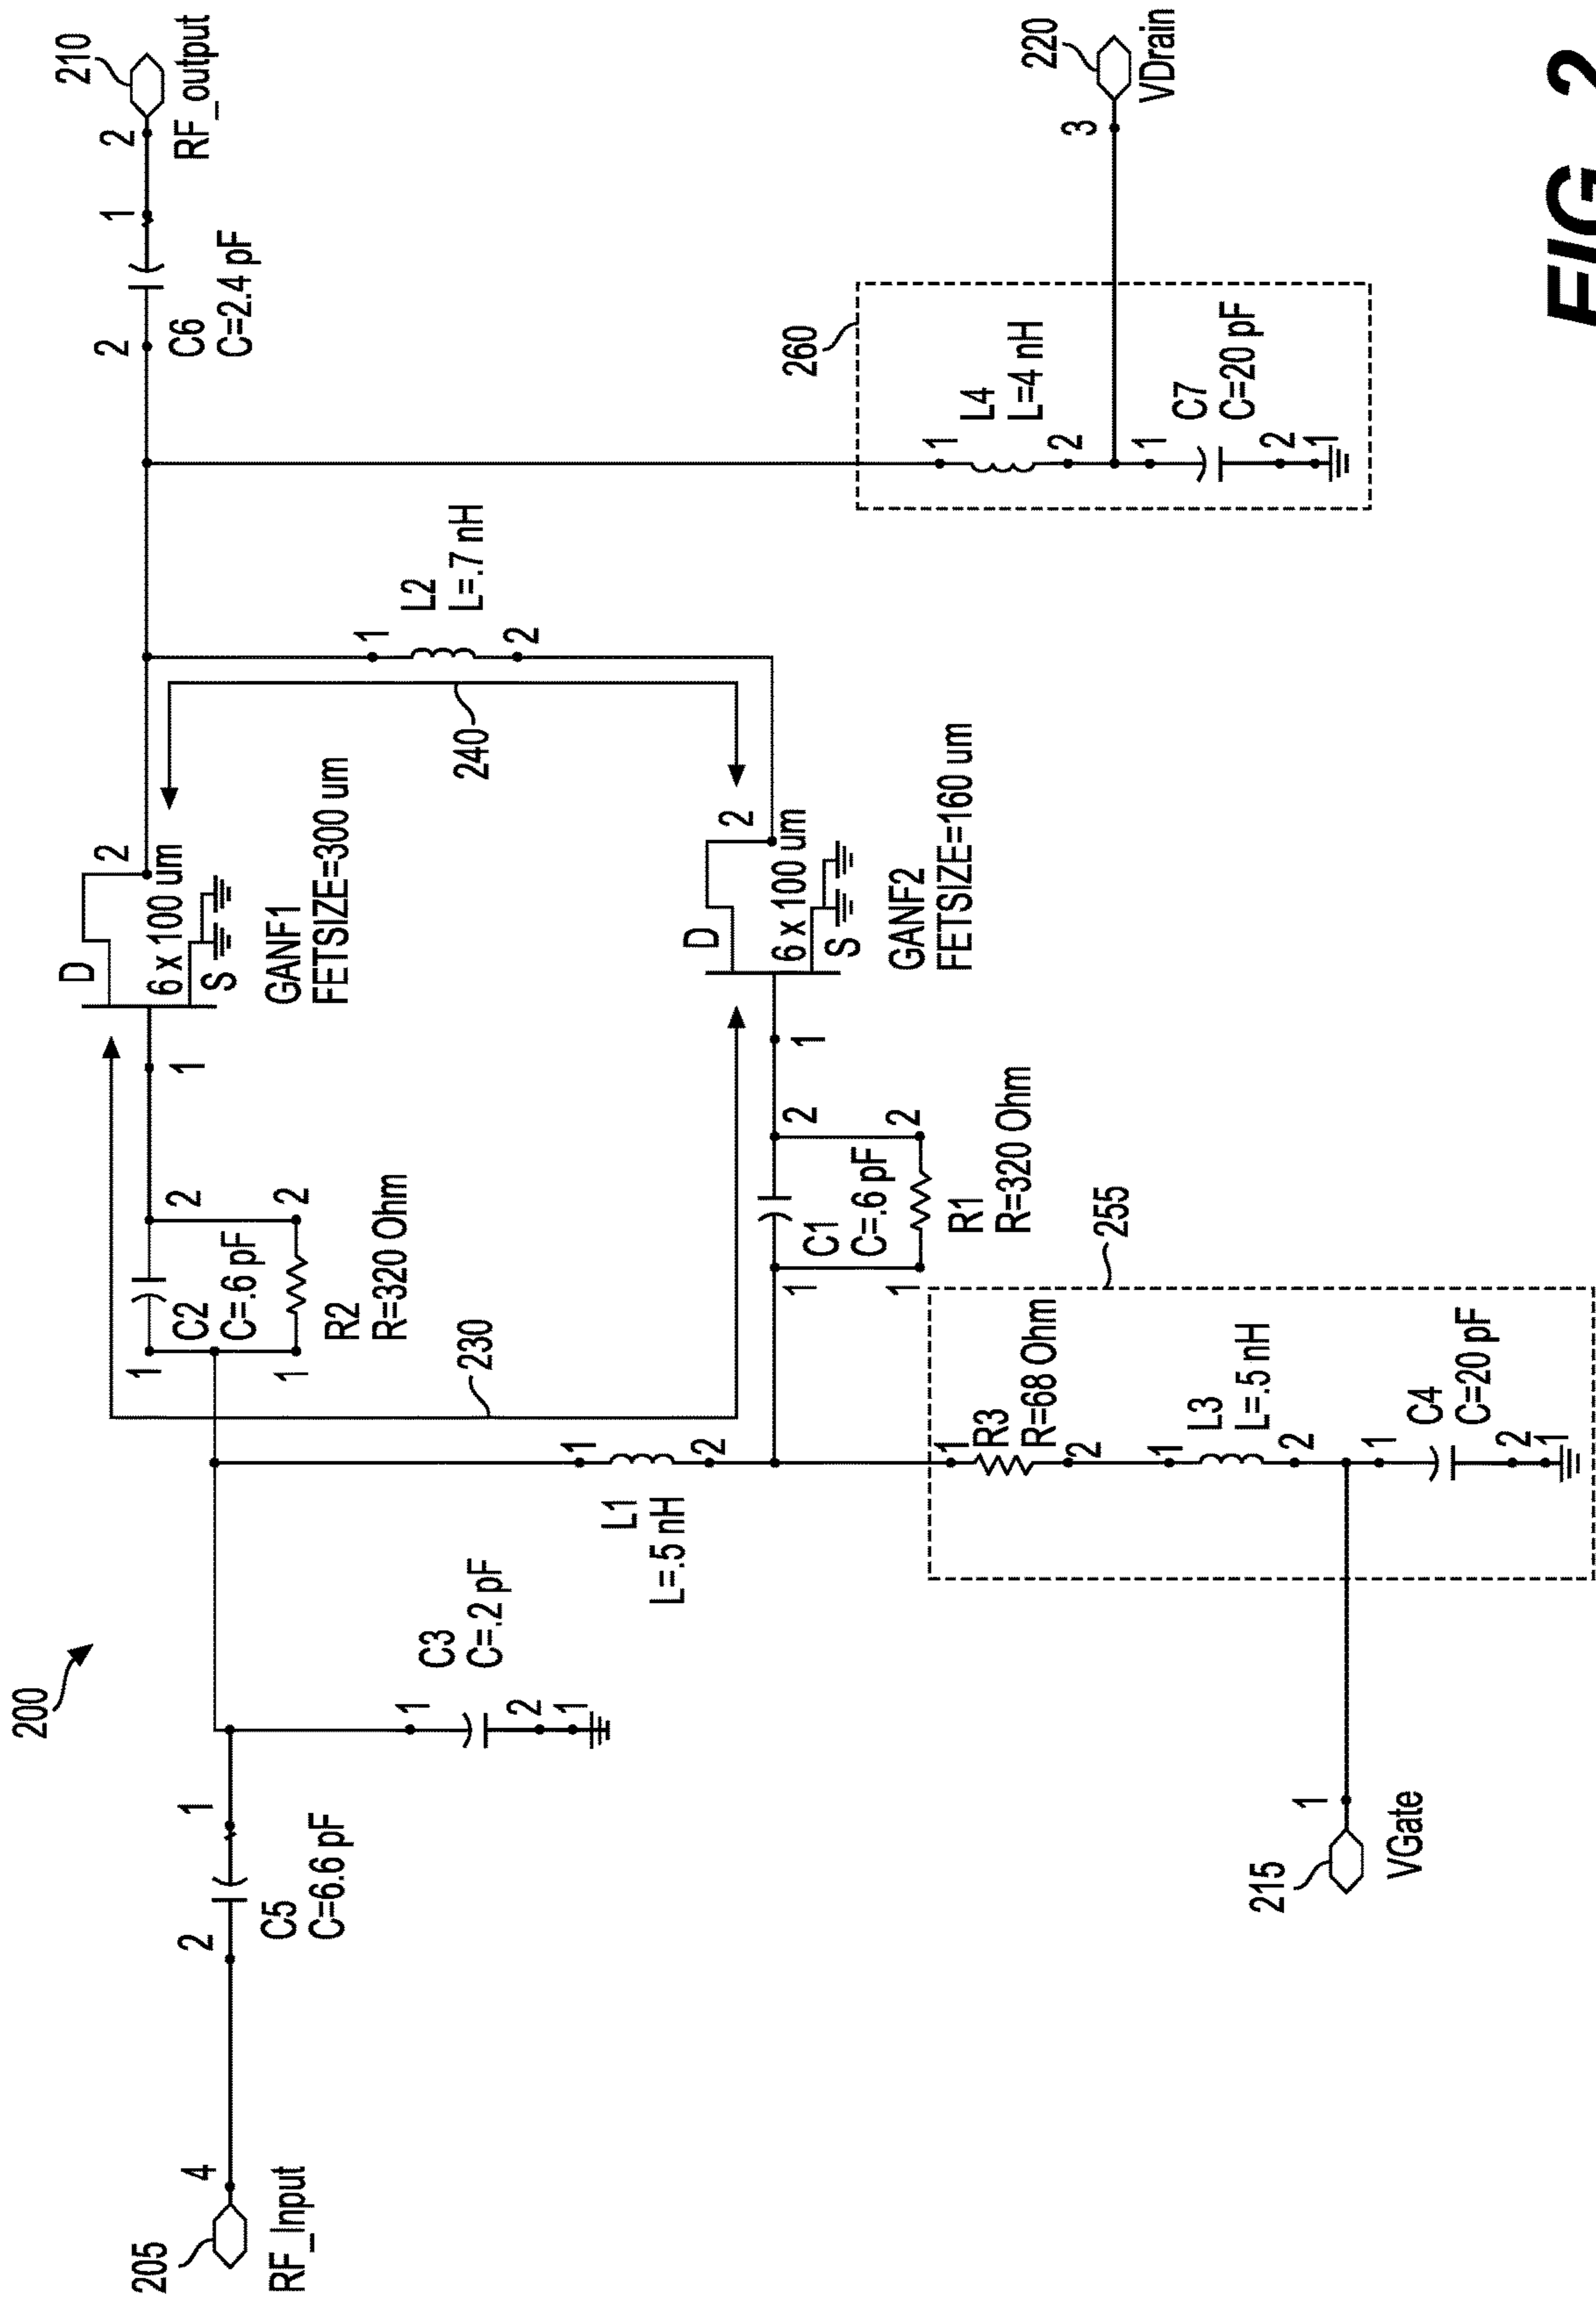 200
205
RF_Input
4
2
1
C5
C=6.6 pF
1
C3
C=.2 pF
2
1
1
L1
L=.5 nH
2
230
1
2
C2
C=.6 pF
1
2
R2
R=320 Ohm
1
D
2
6 x 100 um
S
GANF1
FETSIZE=300 um
240
1
L2
L=.7 nH
2
2
1
2
C6
C=2.4 pF
210
RF_output
1
2
C1
C=.6 pF
1
2
R1
R=320 Ohm
1
D
2
6 x 100 um
S
GANF2
FETSIZE=160 um
255
1
R3
R=68 Ohm
2
1
L3
L=.5 nH
2
1
C4
C=20 pF
2
1
215
1
VGate
260
1
L4
L=4 nH
2
1
C7
C=20 pF
2
1
3
220
VDrain
FIG. 2